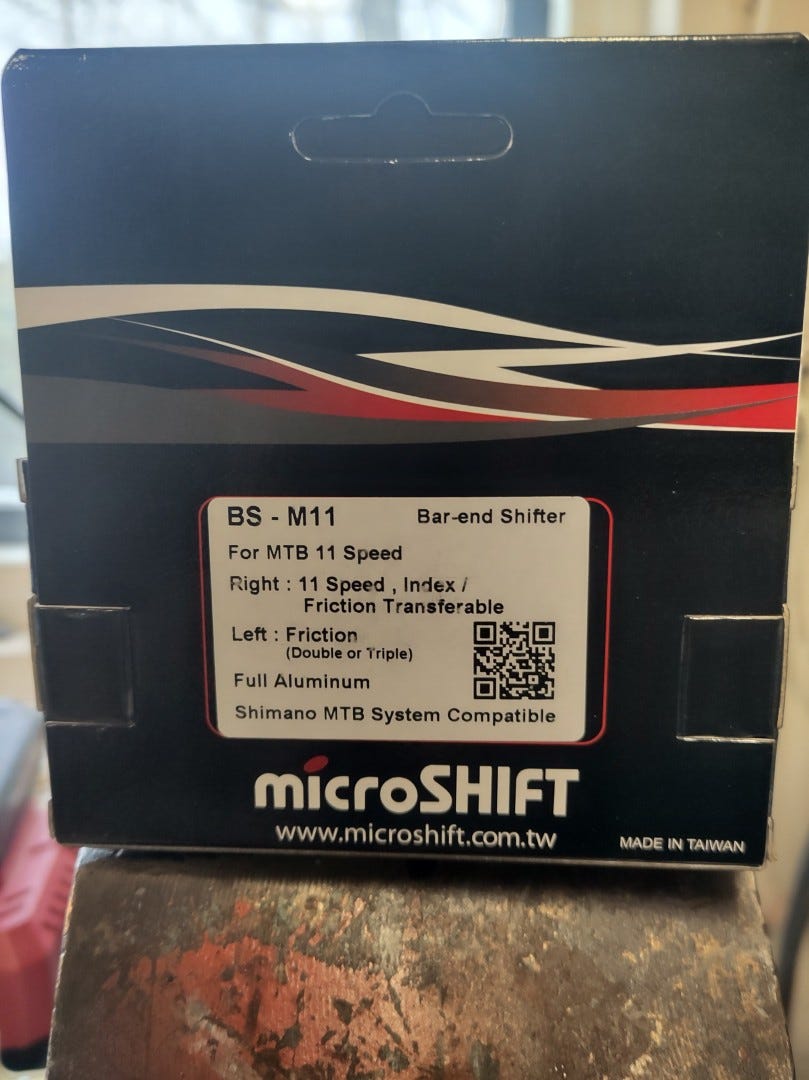 BS - M11 Bar-end Shifter
For MTB 11 Speed
Right : 11 Speed , Index /
Friction Transferable
Left : Friction
(Double or Triple)
Full Aluminum
Shimano MTB System Compatible
microSHIFT
www.microshift.com.tw
MADE IN TAIWAN